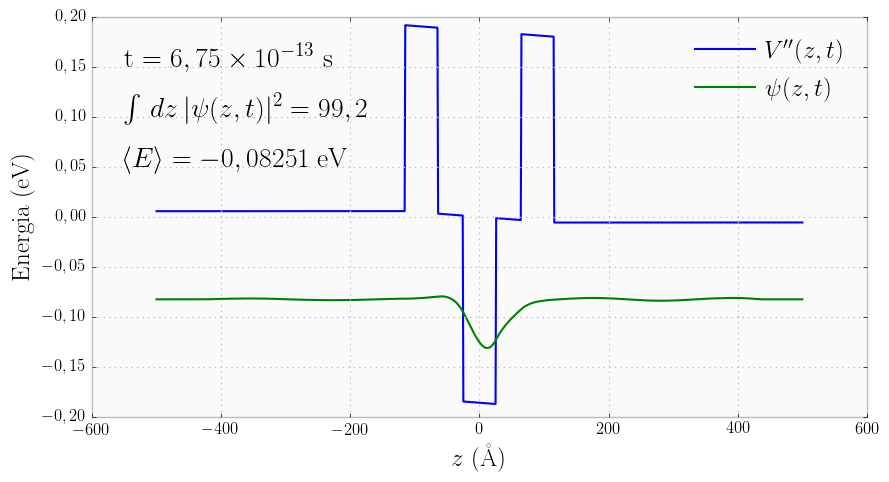 0,20
0,15
0,10
0,05
0,00
−0,05
−0,10
−0,15
−0,20
Energia (eV)
t = 6,75 × 10⁻¹³ s
∫ dz |ψ(z, t)|² = 99,2
⟨E⟩ = −0,08251 eV
V″(z, t)
ψ(z, t)
−600 −400 −200 0 200 400 600
z (Å)